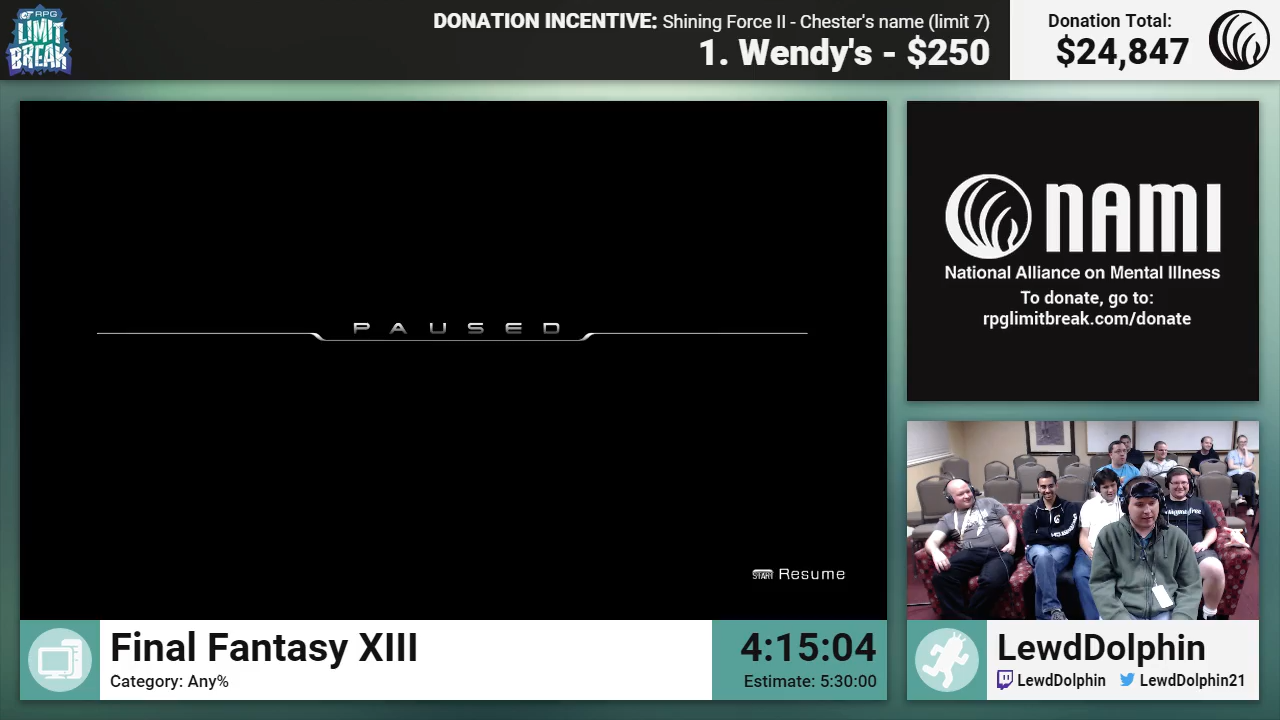 RPG
LIMIT
BREAK
DONATION INCENTIVE: Shining Force II - Chester's name (limit 7)
1. Wendy's - $250
Donation Total:
$24,847
NAMI
National Alliance on Mental Illness
To donate, go to:
rpglimitbreak.com/donate
PAUSED
START Resume
Final Fantasy XIII
Category: Any%
4:15:04
Estimate: 5:30:00
LewdDolphin
LewdDolphin LewdDolphin21